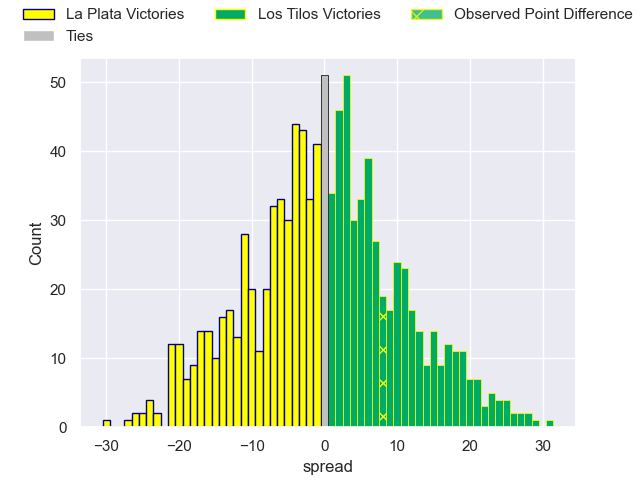 La Plata Victories
Los Tilos Victories
Observed Point Difference
Ties
50
40
30
20
10
0
Count
−30
−20
−10
0
10
20
30
spread